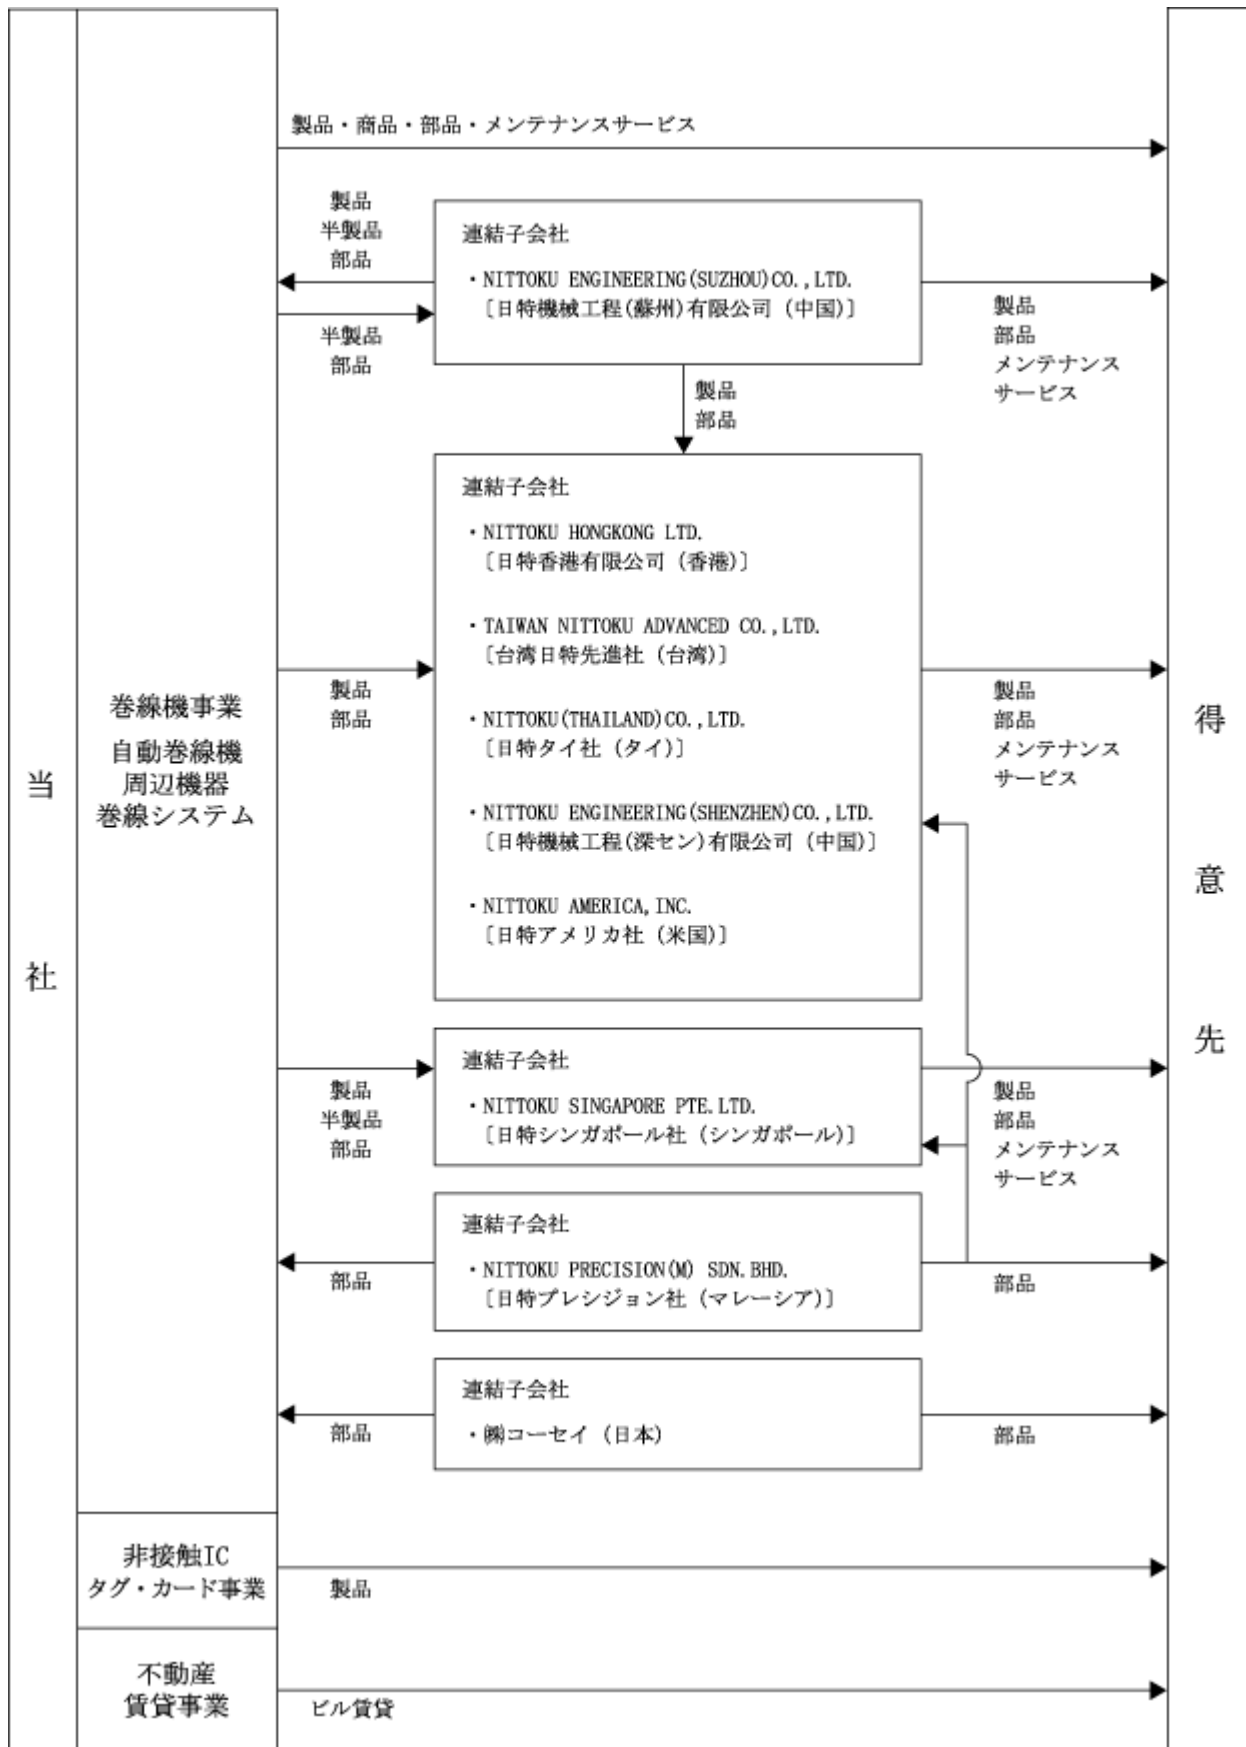 製品・商品・部品・メンテナンスサービス
製品
半製品
部品
半製品
部品
連結子会社
・NITTOKU ENGINEERING(SUZHOU)CO.,LTD.
〔日特機械工程(蘇州)有限公司（中国）〕
製品
部品
メンテナンス
サービス
製品
部品
連結子会社
・NITTOKU HONGKONG LTD.
〔日特香港有限公司（香港）〕
・TAIWAN NITTOKU ADVANCED CO.,LTD.
〔台湾日特先進社（台湾）〕
・NITTOKU(THAILAND)CO.,LTD.
〔日特タイ社（タイ）〕
・NITTOKU ENGINEERING(SHENZHEN)CO.,LTD.
〔日特機械工程(深セン)有限公司（中国）〕
・NITTOKU AMERICA,INC.
〔日特アメリカ社（米国）〕
製品
部品
製品
部品
メンテナンス
サービス
当社
巻線機事業
自動巻線機
周辺機器
巻線システム
得意先
連結子会社
・NITTOKU SINGAPORE PTE.LTD.
〔日特シンガポール社（シンガポール）〕
製品
半製品
部品
製品
部品
メンテナンス
サービス
連結子会社
・NITTOKU PRECISION(M) SDN.BHD.
〔日特プレシジョン社（マレーシア）〕
部品
部品
連結子会社
・㈱コーセイ（日本）
部品
部品
非接触IC
タグ・カード事業
製品
不動産
賃貸事業
ビル賃貸